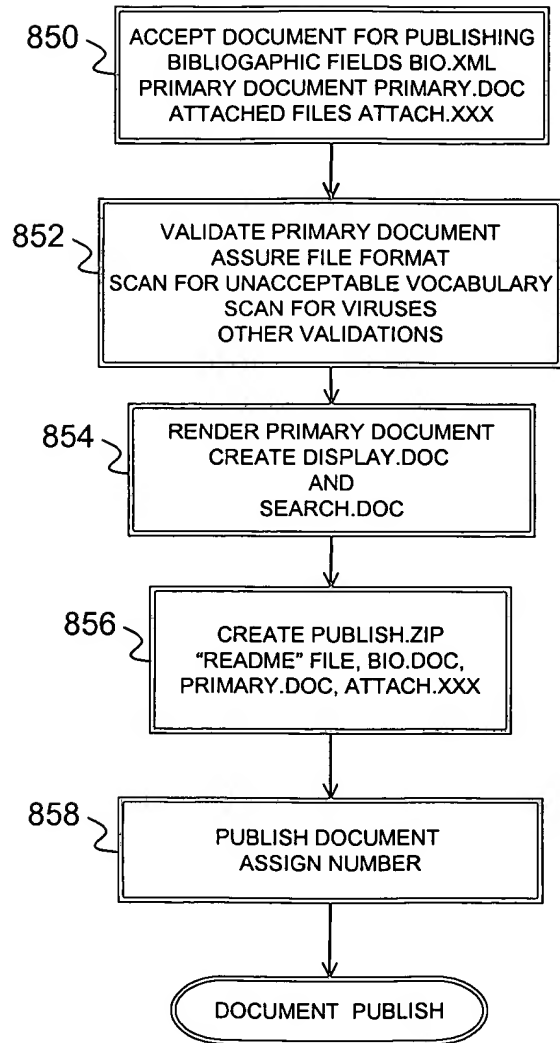 850
ACCEPT DOCUMENT FOR PUBLISHING
BIBLIOGAPHIC FIELDS BIO.XML
PRIMARY DOCUMENT PRIMARY.DOC
ATTACHED FILES ATTACH.XXX
852
VALIDATE PRIMARY DOCUMENT
ASSURE FILE FORMAT
SCAN FOR UNACCEPTABLE VOCABULARY
SCAN FOR VIRUSES
OTHER VALIDATIONS
854
RENDER PRIMARY DOCUMENT
CREATE DISPLAY.DOC
AND
SEARCH.DOC
856
CREATE PUBLISH.ZIP
"README" FILE, BIO.DOC,
PRIMARY.DOC, ATTACH.XXX
858
PUBLISH DOCUMENT
ASSIGN NUMBER
DOCUMENT PUBLISH